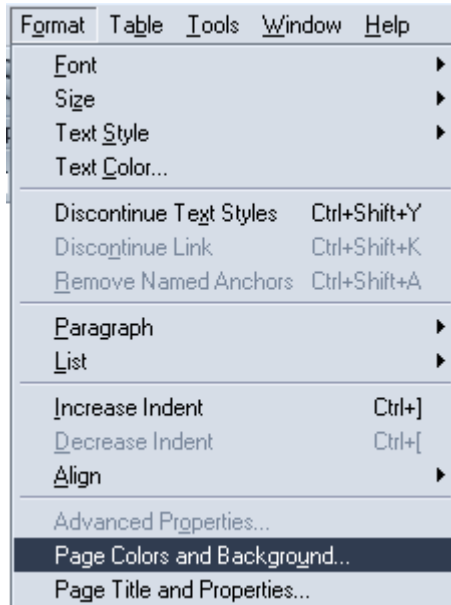 Format Table Tools Window Help
Font
Size
Text Style
Text Color...
Discontinue Text Styles Ctrl+Shift+Y
Discontinue Link Ctrl+Shift+K
Remove Named Anchors Ctrl+Shift+A
Paragraph
List
Increase Indent Ctrl+]
Decrease Indent Ctrl+[
Align
Advanced Properties...
Page Colors and Background...
Page Title and Properties...